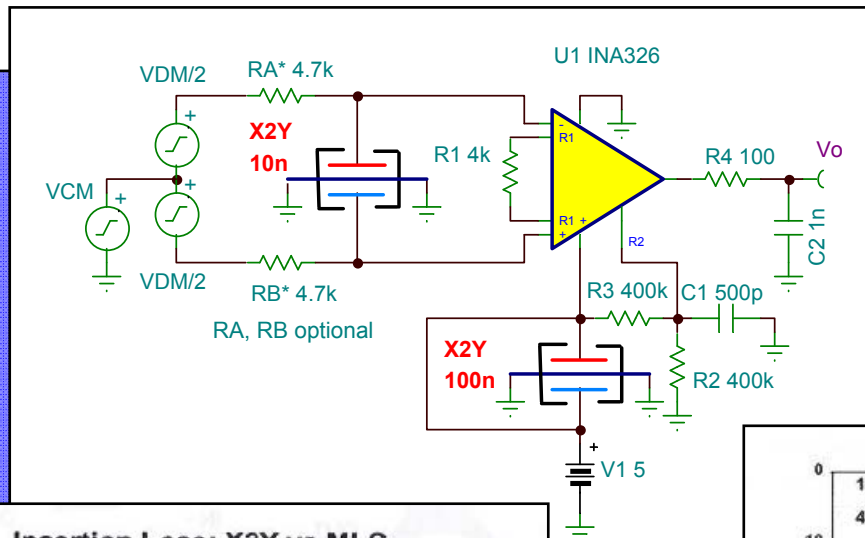 U1 INA326
VDM/2
RA* 4.7k
+
X2Y
10n
-
R1
R1 4k
R4 100
Vo
VCM
+
+
R1 +
+
R2
C2 1n
VDM/2
RB* 4.7k
R3 400k
C1 500p
RA, RB optional
X2Y
100n
R2 400k
+
V1 5
0
1
4